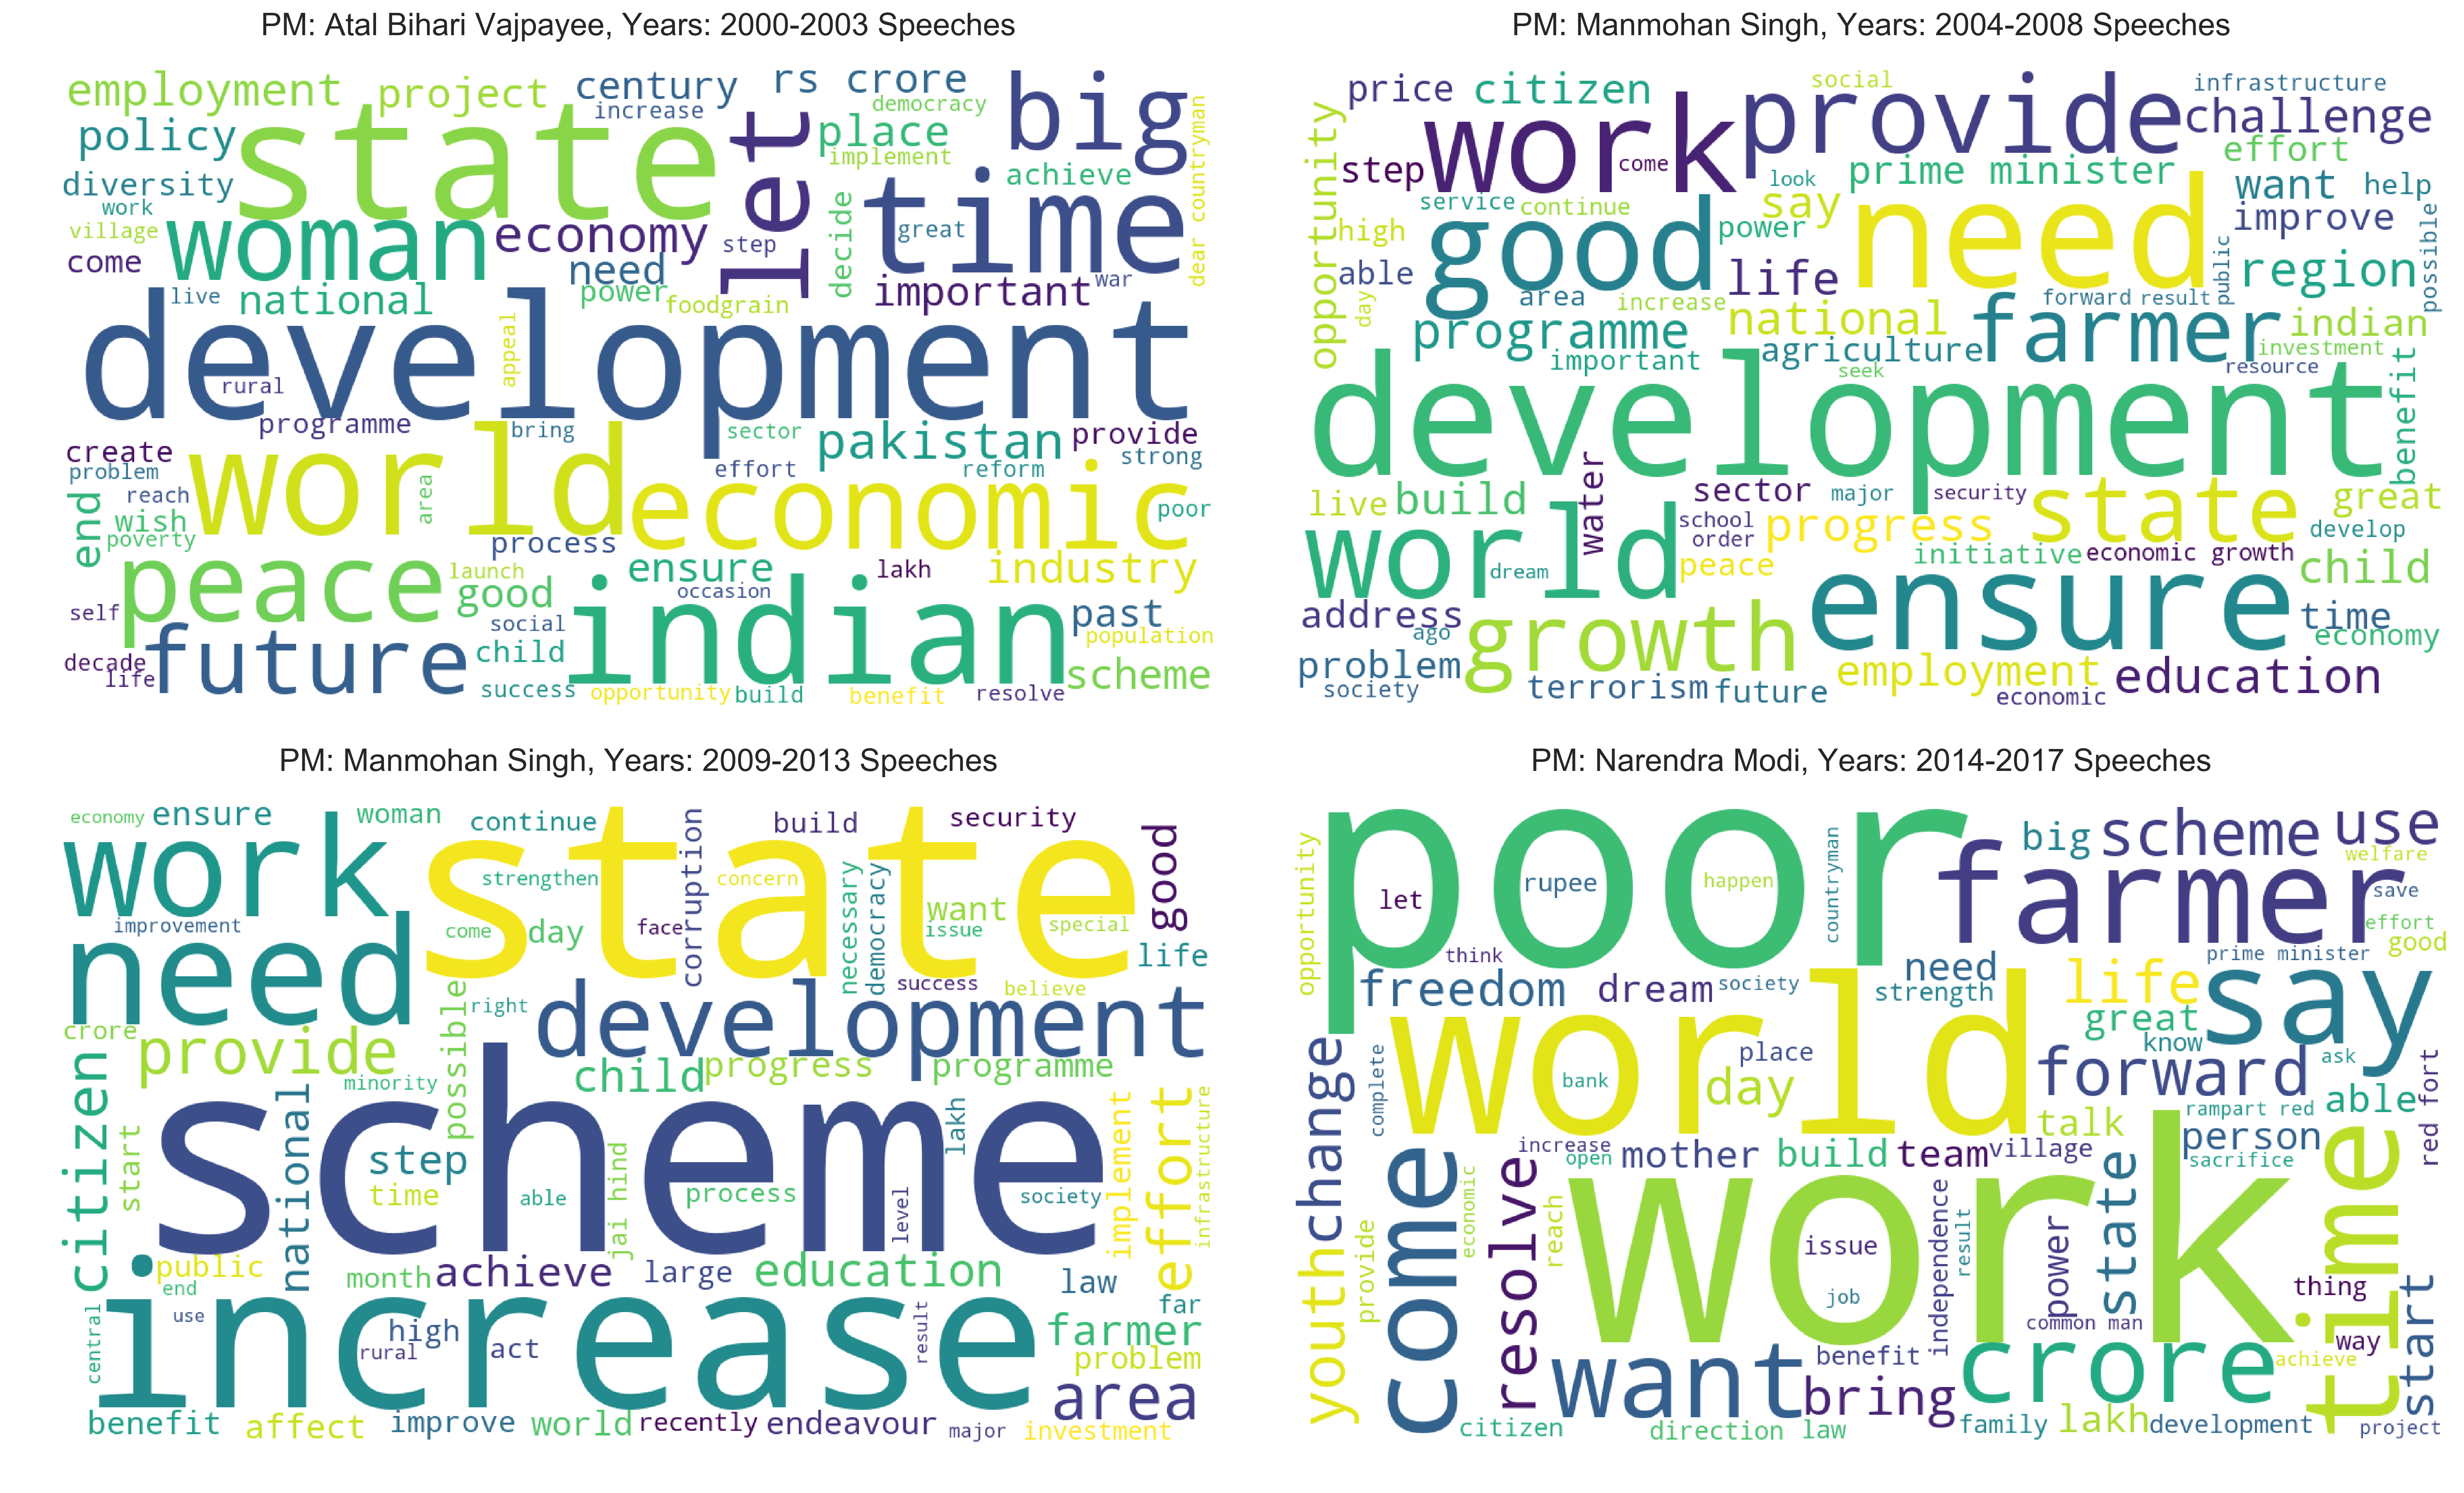 PM: Atal Bihari Vajpayee, Years: 2000-2003 Speeches
employment project century rs crore big
increase democracy
policy state let place dear countryman
implement
diversity time achieve
work decide
village woman economy step great
come need important war
live national power foodgrain
development
appeal
rural
programme bring sector pakistan provide
create world effort reform strong
problem economic
reach area poor
end wish
poverty process
peace launch ensure lakh industry
good occasion
self indian past
social population
decade future child scheme
life success opportunity build benefit resolve
PM: Manmohan Singh, Years: 2004-2008 Speeches
price citizen social infrastructure
opportunity work provide challenge
step come prime minister effort
look want help
service continue say need improve possible
high good power public
able life region
area increase forward result
day programme national farmer indian
important agriculture investment
seek resource
development benefit
live build water sector major security state great
school progress develop
world order initiative economic growth
dream peace child
address growth ensure time
ago economy
problem employment education
society terrorism future economic
PM: Manmohan Singh, Years: 2009-2013 Speeches
economy ensure woman continue build security
work state corruption good
strengthen concern necessary democracy
want
improvement come day face issue special
need life
success believe
possible right development
crore provide
citizen child progress programme
minority
national scheme lakh implement effort infrastructure
start step
time able jai hind process level society
public month achieve large education law
end far
central use increase result
high farmer
rural act problem
area
benefit affect improve world recently endeavour major investment
PM: Narendra Modi, Years: 2014-2017 Speeches
poor big scheme use
opportunity countryman farmer welfare
let rupee happen save
effort
think prime minister good
freedom dream society need life say
strength
world great
change complete place know
bank day forward ask red fort
talk rampart red able
increase mother build team village person
open sacrifice
come resolve economic reach work state time
youth provide issue independence result power
job thing
common man start
way
want benefit crore achieve
bring
citizen direction law family lakh development project